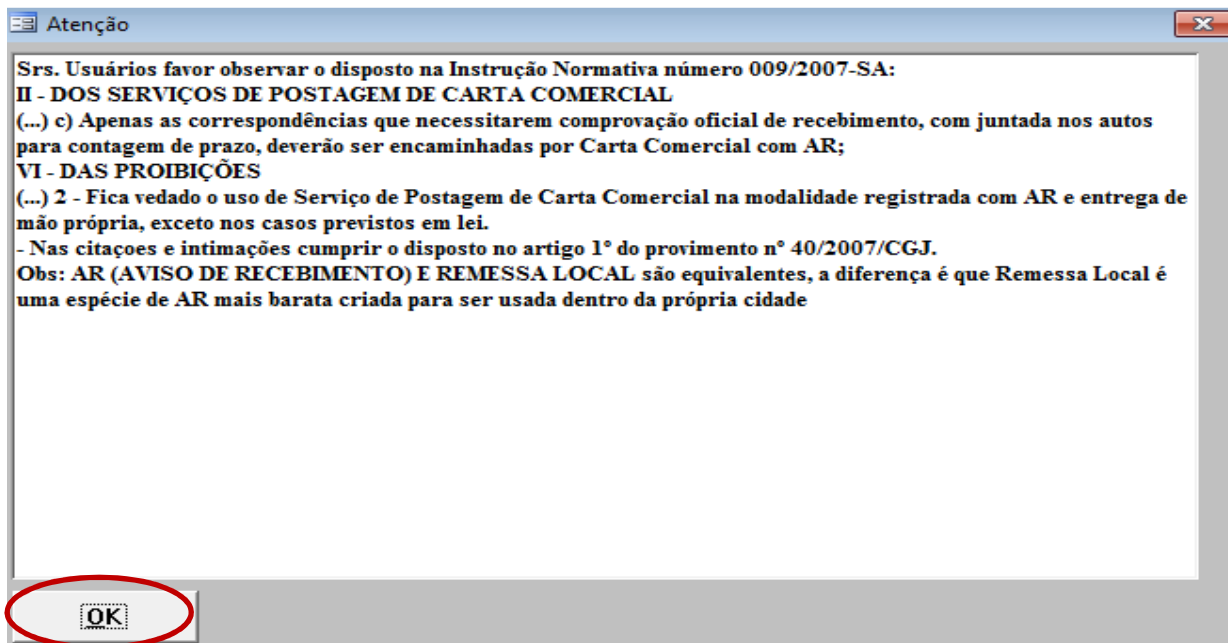 Atenção
Srs. Usuários favor observar o disposto na Instrução Normativa número 009/2007-SA:
II - DOS SERVIÇOS DE POSTAGEM DE CARTA COMERCIAL
(...) c) Apenas as correspondências que necessitarem comprovação oficial de recebimento, com juntada nos autos
para contagem de prazo, deverão ser encaminhadas por Carta Comercial com AR;
VI - DAS PROIBIÇÕES
(...) 2 - Fica vedado o uso de Serviço de Postagem de Carta Comercial na modalidade registrada com AR e entrega de
mão própria, exceto nos casos previstos em lei.
- Nas citaçoes e intimações cumprir o disposto no artigo 1° do provimento n° 40/2007/CGJ.
Obs: AR (AVISO DE RECEBIMENTO) E REMESSA LOCAL são equivalentes, a diferença é que Remessa Local é
uma espécie de AR mais barata criada para ser usada dentro da própria cidade
OK